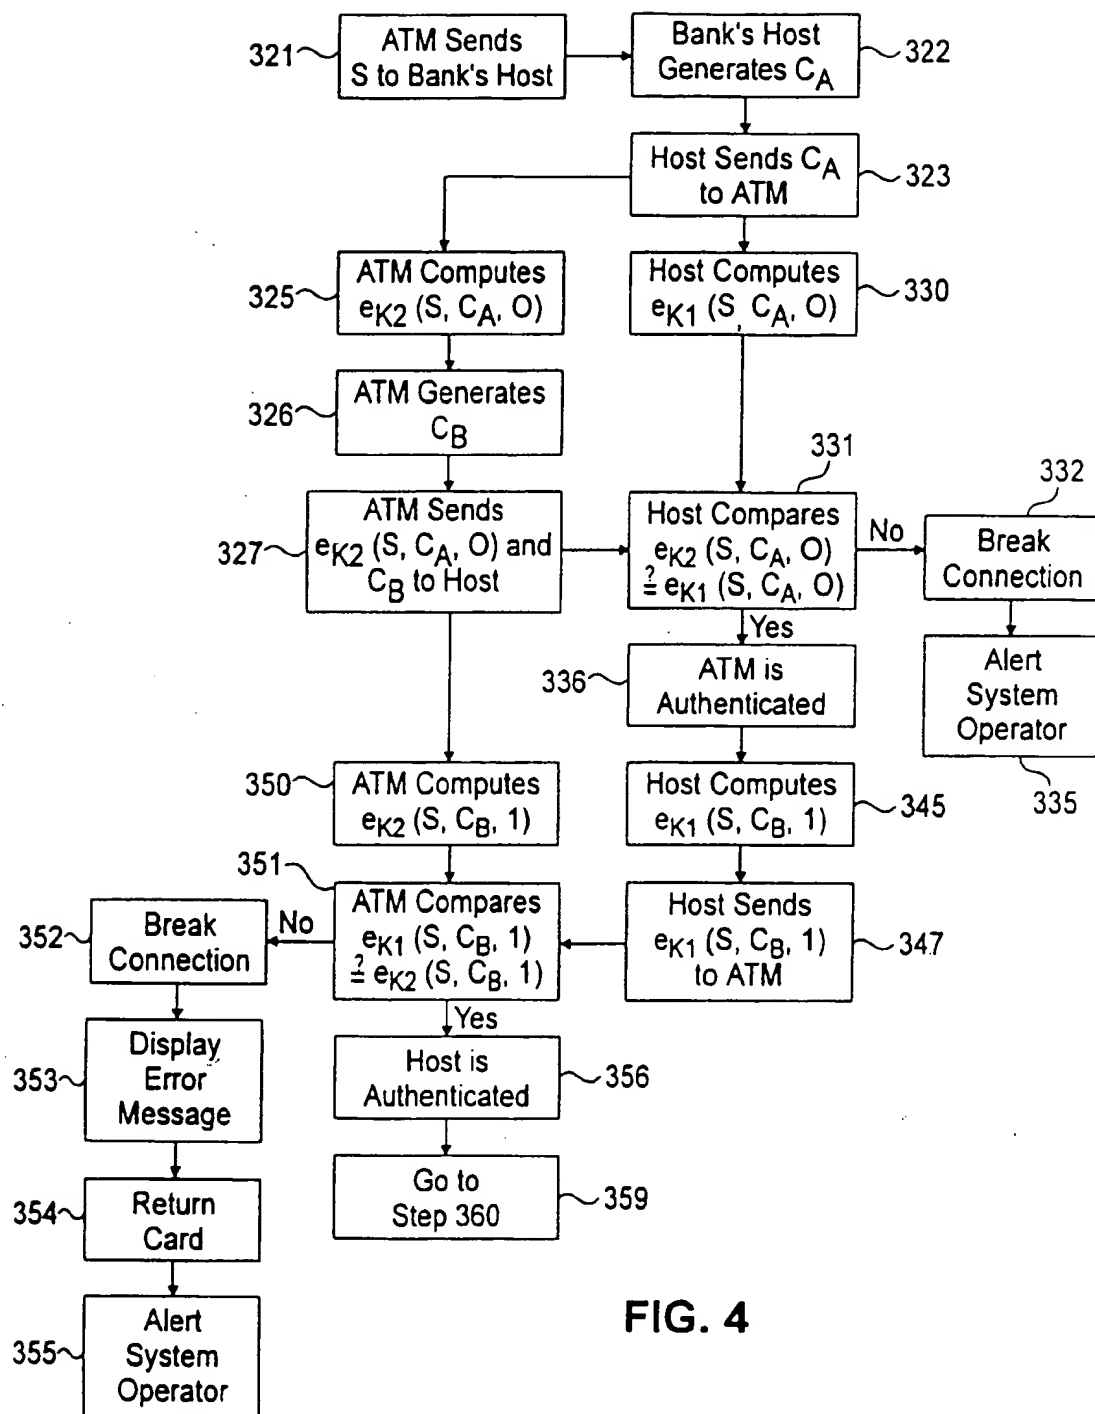 321
ATM Sends
S to Bank's Host
Bank's Host
Generates CA
322
Host Sends CA
to ATM
323
325
ATM Computes
eK2 (S, CA, O)
Host Computes
eK1 (S, CA, O)
330
326
ATM Generates
CB
327
ATM Sends
eK2 (S, CA, O) and
CB to Host
331
Host Compares
eK2 (S, CA, O)
≟ eK1 (S, CA, O)
No
332
Break
Connection
Yes
336
ATM is
Authenticated
Alert
System
Operator
335
350
ATM Computes
eK2 (S, CB, 1)
Host Computes
eK1 (S, CB, 1)
345
351
ATM Compares
eK1 (S, CB, 1)
≟ eK2 (S, CB, 1)
Host Sends
eK1 (S, CB, 1)
to ATM
347
No
352
Break
Connection
Yes
353
Display
Error
Message
Host is
Authenticated
356
354
Return
Card
Go to
Step 360
359
355
Alert
System
Operator
FIG. 4